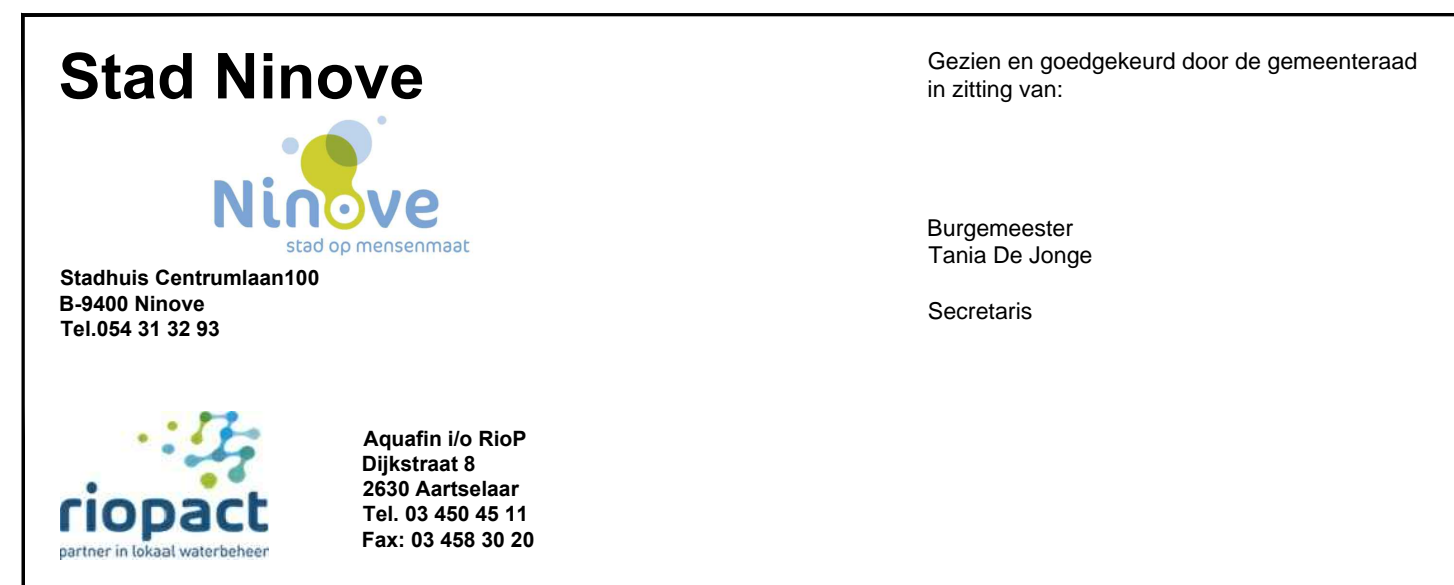 Stad Ninove
Ninove
stad op mensenmaat
Stadhuis Centrumlaan100
B-9400 Ninove
Tel.054 31 32 93
Gezien en goedgekeurd door de gemeenteraad
in zitting van:
Burgemeester
Tania De Jonge
Secretaris
riopact
partner in lokaal waterbeheer
Aquafin i/o RioP
Dijkstraat 8
2630 Aartselaar
Tel. 03 450 45 11
Fax: 03 458 30 20